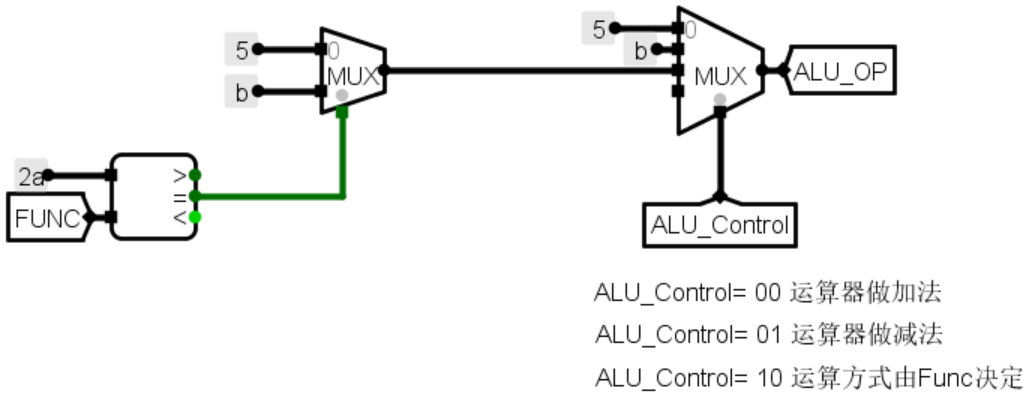 5
0
5
0
b
MUX
MUX
ALU_OP
b
2a
>
=
FUNC
<
ALU_Control
ALU_Control= 00 运算器做加法
ALU_Control= 01 运算器做减法
ALU_Control= 10 运算方式由Func决定